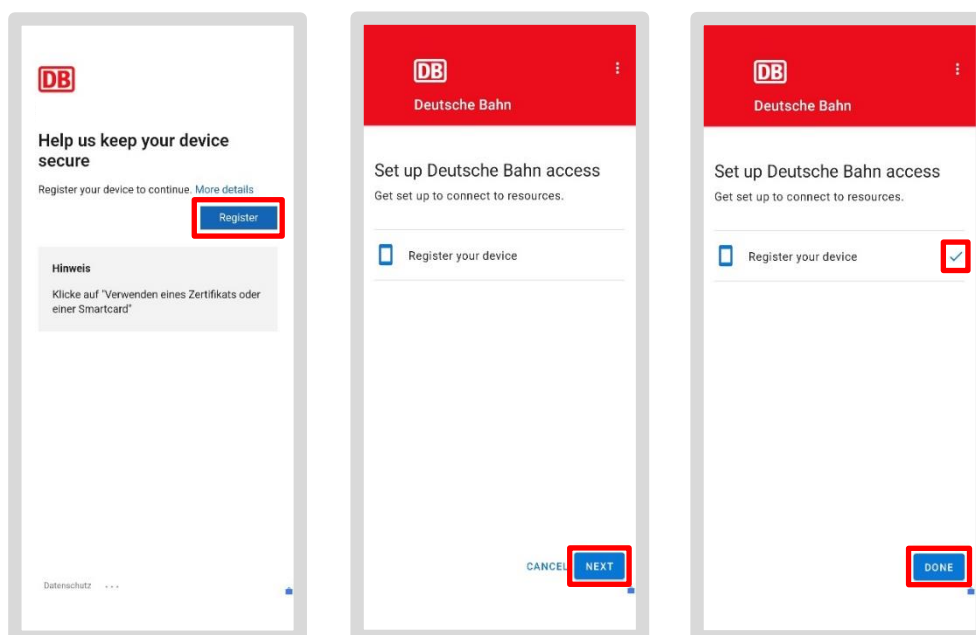 DB
Help us keep your device
secure
Register your device to continue. More details
Register
Hinweis
Klicke auf "Verwenden eines Zertifikats oder
einer Smartcard"
Datenschutz ...
DB
Deutsche Bahn
Set up Deutsche Bahn access
Get set up to connect to resources.
Register your device
CANCEL NEXT
DB
Deutsche Bahn
Set up Deutsche Bahn access
Get set up to connect to resources.
Register your device
DONE